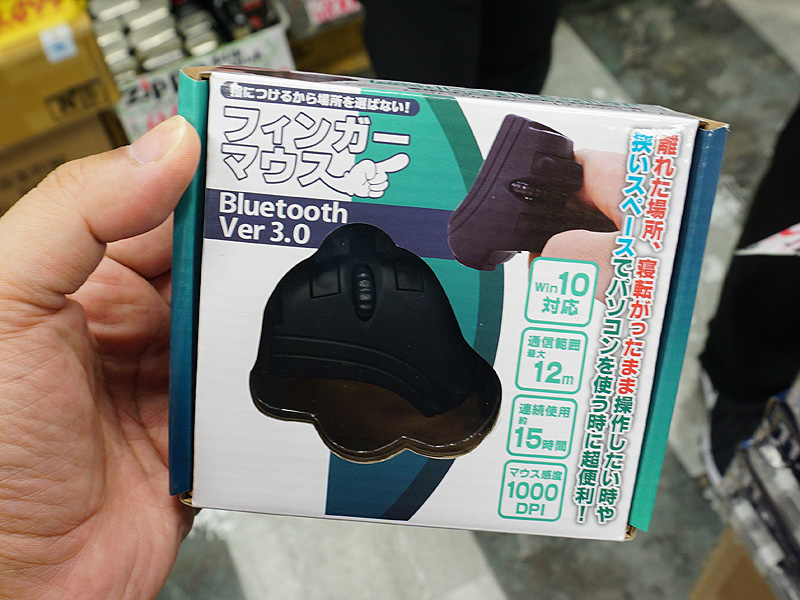 指につけるから場所を選ばない!
フィンガー
マウス
Bluetooth
Ver 3.0
離れた場所、寝転がったまま操作したい時や
狭いスペースでパソコンを使う時に超便利!
Win10
対応
通信範囲
最大
12m
連続使用
約
15時間
マウス感度
1000
DPI